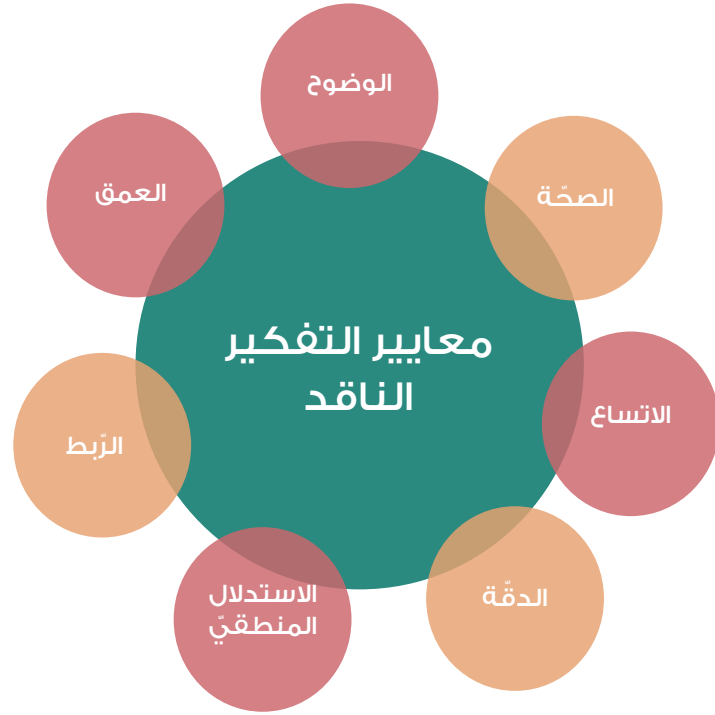 معايير التفكير
الناقد
الوضوح
الصحّة
الاتساع
الدقّة
الاستدلال
المنطقيّ
الرّبط
العمق